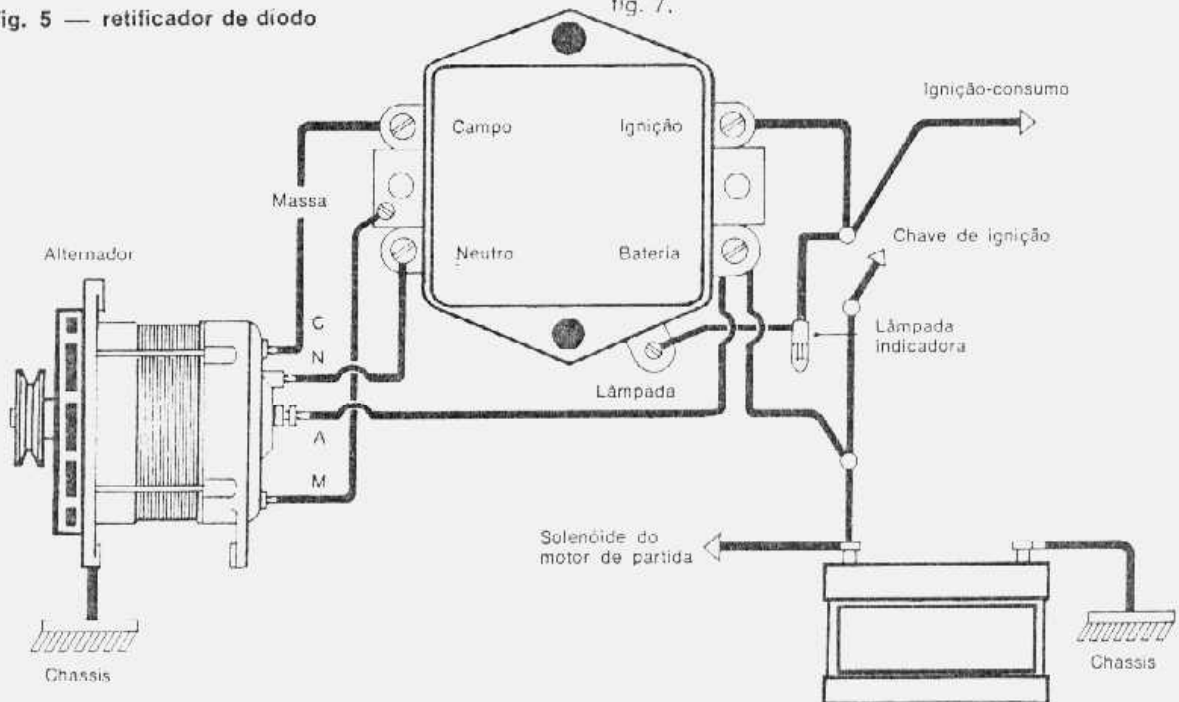 ig. 5 — retificador de diodo
fig. 7.
Campo
Ignição
Ignição-consumo
Massa
Chave de ignição
Alternador
Neutro
Bateria
C
N
Lâmpada
indicadora
Lâmpada
A
M
Solenóide do
motor de partida
Chassis
Chassis